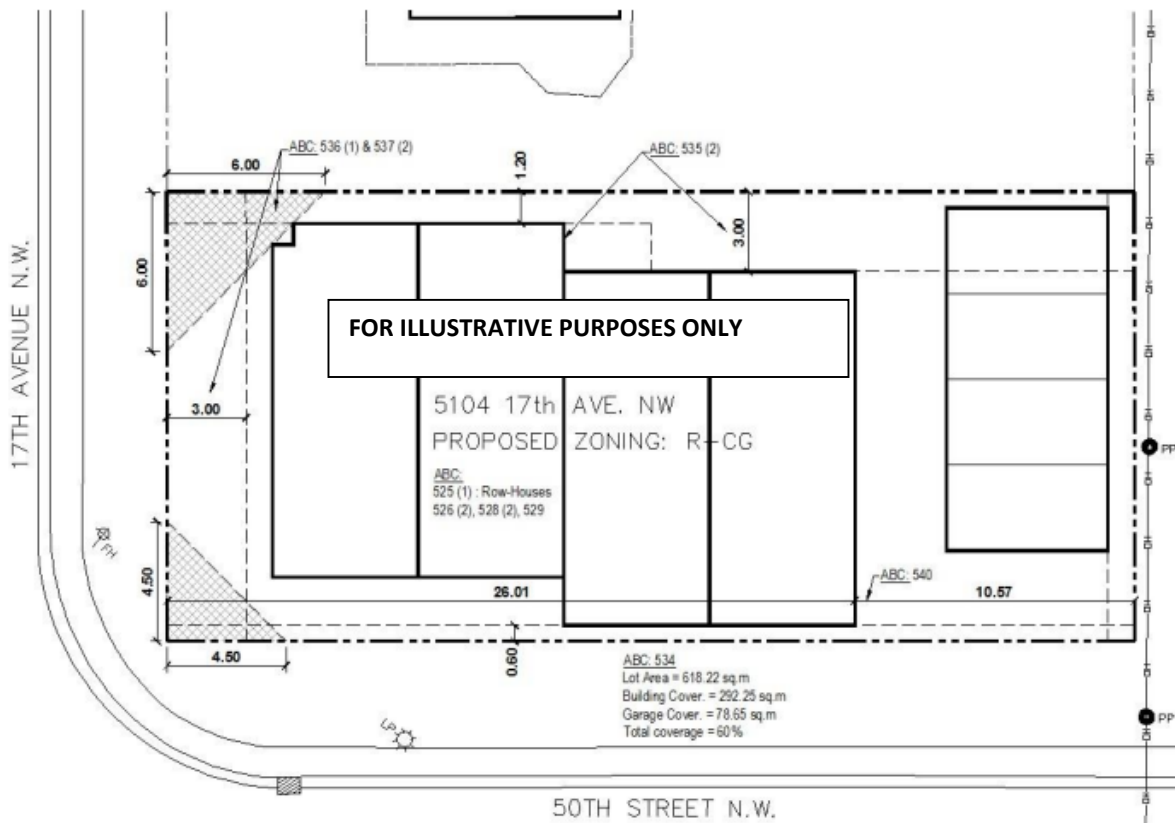 ABC: 536 (1) & 537 (2)
6.00
1.20
ABC: 535 (2)
3.00
6.00
17TH AVENUE N.W.
FOR ILLUSTRATIVE PURPOSES ONLY
3.00
5104 17th AVE. NW
PROPOSED ZONING: R-CG
ABC:
525 (1) : Row-Houses
526 (2), 528 (2), 529
PP
FH
4.50
26.01
ABC: 540
10.57
4.50
0.60
ABC: 534
Lot Area = 618.22 sq.m
Building Cover. = 292.25 sq.m
Garage Cover. = 78.65 sq.m
Total coverage = 60%
LP
PP
50TH STREET N.W.